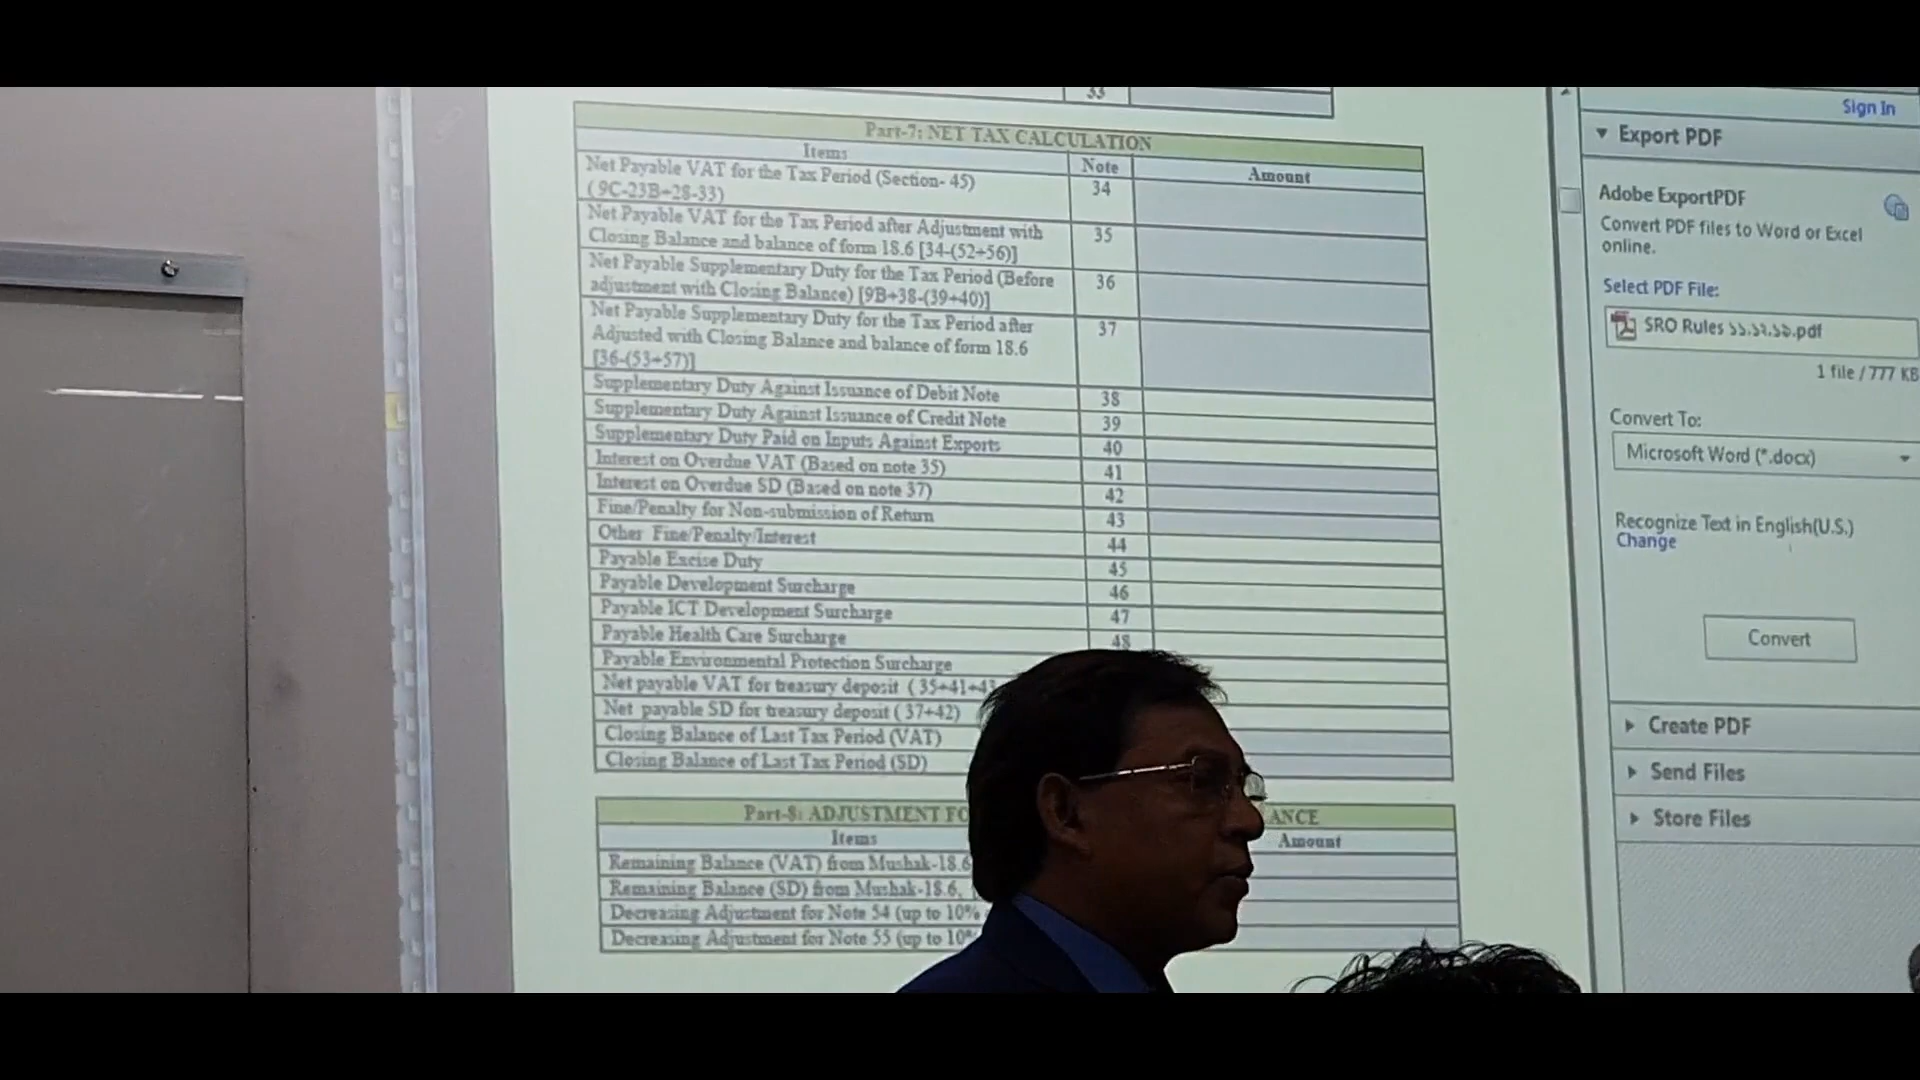 33
Part-7: NET TAX CALCULATION
Items Note Amount
Net Payable VAT for the Tax Period (Section- 45)
(9C-23B+28-33) 34
Net Payable VAT for the Tax Period after Adjustment with
Closing Balance and balance of form 18.6 [34-(52+56)] 35
Net Payable Supplementary Duty for the Tax Period (Before
adjustment with Closing Balance) [9B+38-(39+40)] 36
Net Payable Supplementary Duty for the Tax Period after
Adjusted with Closing Balance and balance of form 18.6
[36-(53+57)] 37
Supplementary Duty Against Issuance of Debit Note 38
Supplementary Duty Against Issuance of Credit Note 39
Supplementary Duty Paid on Inputs Against Exports 40
Interest on Overdue VAT (Based on note 35) 41
Interest on Overdue SD (Based on note 37) 42
Fine/Penalty for Non-submission of Return 43
Other Fine/Penalty/Interest 44
Payable Excise Duty 45
Payable Development Surcharge 46
Payable ICT Development Surcharge 47
Payable Health Care Surcharge 48
Payable Environmental Protection Surcharge
Net payable VAT for treasury deposit (35+41+43
Net payable SD for treasury deposit (37+42)
Closing Balance of Last Tax Period (VAT)
Closing Balance of Last Tax Period (SD)
Part-8: ADJUSTMENT FO ANCE
Items Amount
Remaining Balance (VAT) from Mushak-18.6
Remaining Balance (SD) from Mushak-18.6,
Decreasing Adjustment for Note 54 (up to 10%
Decreasing Adjustment for Note 55 (up to 10%
Sign In
Export PDF
Adobe ExportPDF
Convert PDF files to Word or Excel
online.
Select PDF File:
SRO Rules ১১.১২.১৯.pdf
1 file / 777 KB
Convert To:
Microsoft Word (*.docx)
Recognize Text in English(U.S.)
Change
Convert
Create PDF
Send Files
Store Files